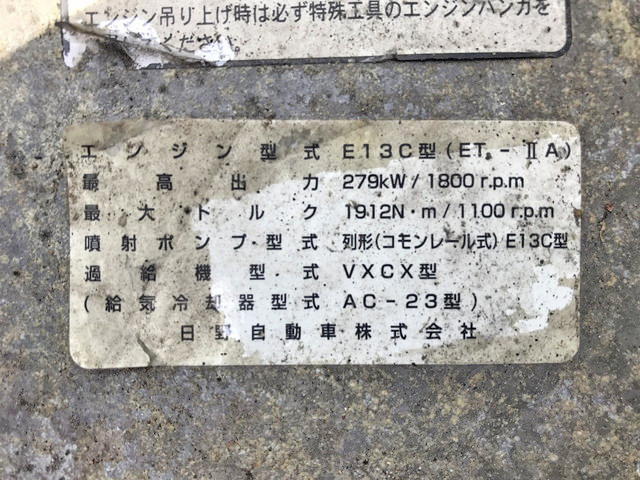 エンジン吊り上げ時は必ず特殊工具のエンジンハンガを
ください。
エンジン型式 E13C型(ET-ⅡA)
最高出力 279kW/1800r.p.m
最大トルク 1912N・m/1100r.p.m
噴射ポンプ型式 列形(コモンレール式)E13C型
過給機型式 VXCX型
(給気冷却器型式 AC-23型)
日野自動車株式会社